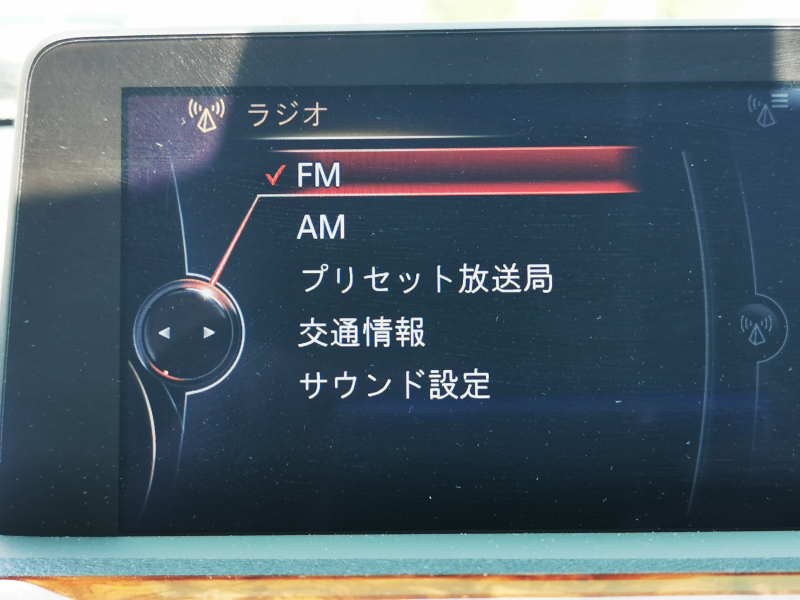 ラジオ
FM
AM
プリセット放送局
交通情報
サウンド設定